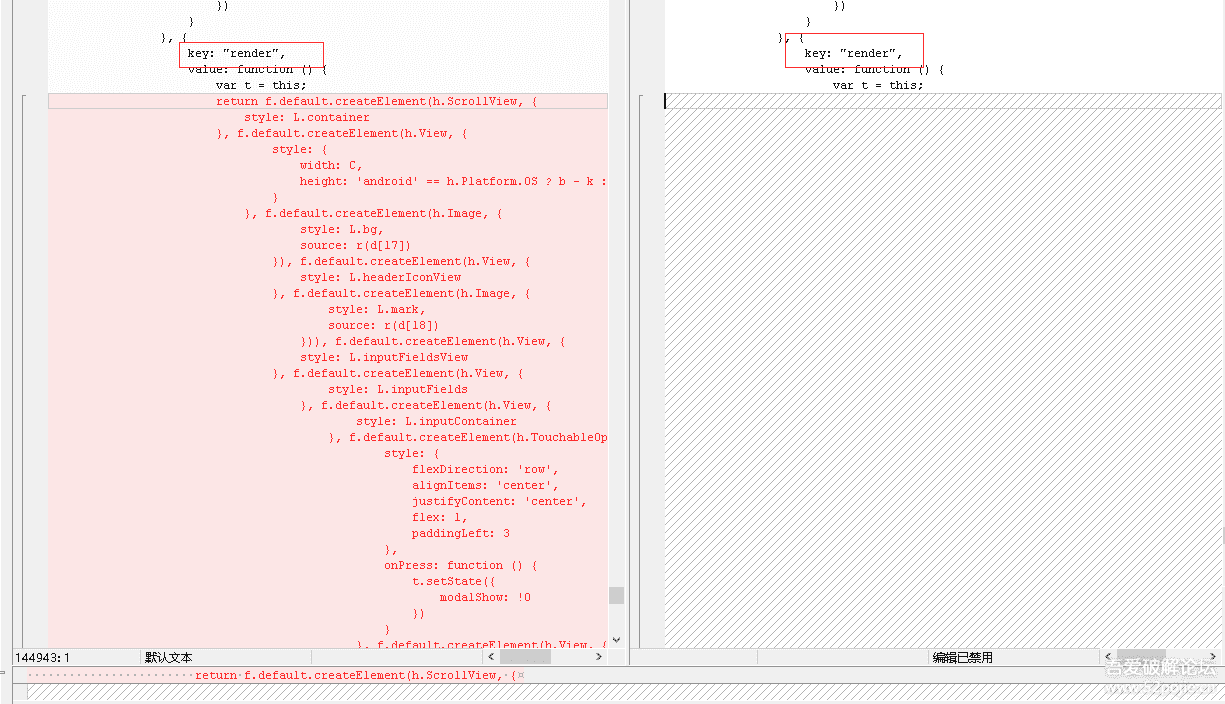 })
}
}, {
key: "render",
value: function () {
var t = this;
return f.default.createElement(h.ScrollView, {
style: L.container
}, f.default.createElement(h.View, {
style: {
width: C,
height: 'android' == h.Platform.OS ? b - k :
}
}, f.default.createElement(h.Image, {
style: L.bg,
source: r(d[17])
}), f.default.createElement(h.View, {
style: L.headerIconView
}, f.default.createElement(h.Image, {
style: L.mark,
source: r(d[18])
})), f.default.createElement(h.View, {
style: L.inputFieldsView
}, f.default.createElement(h.View, {
style: L.inputFields
}, f.default.createElement(h.View, {
style: L.inputContainer
}, f.default.createElement(h.TouchableOp
style: {
flexDirection: 'row',
alignItems: 'center',
justifyContent: 'center',
flex: 1,
paddingLeft: 3
},
onPress: function () {
t.setState({
modalShow: !0
})
}
}, f.default.createElement(h.View, {
144943:1 默认文本
})
}
}, {
key: "render",
value: function () {
var t = this;
编辑已禁用
return f.default.createElement(h.ScrollView, {¤
吾爱破解论坛
www.52pojie.cn